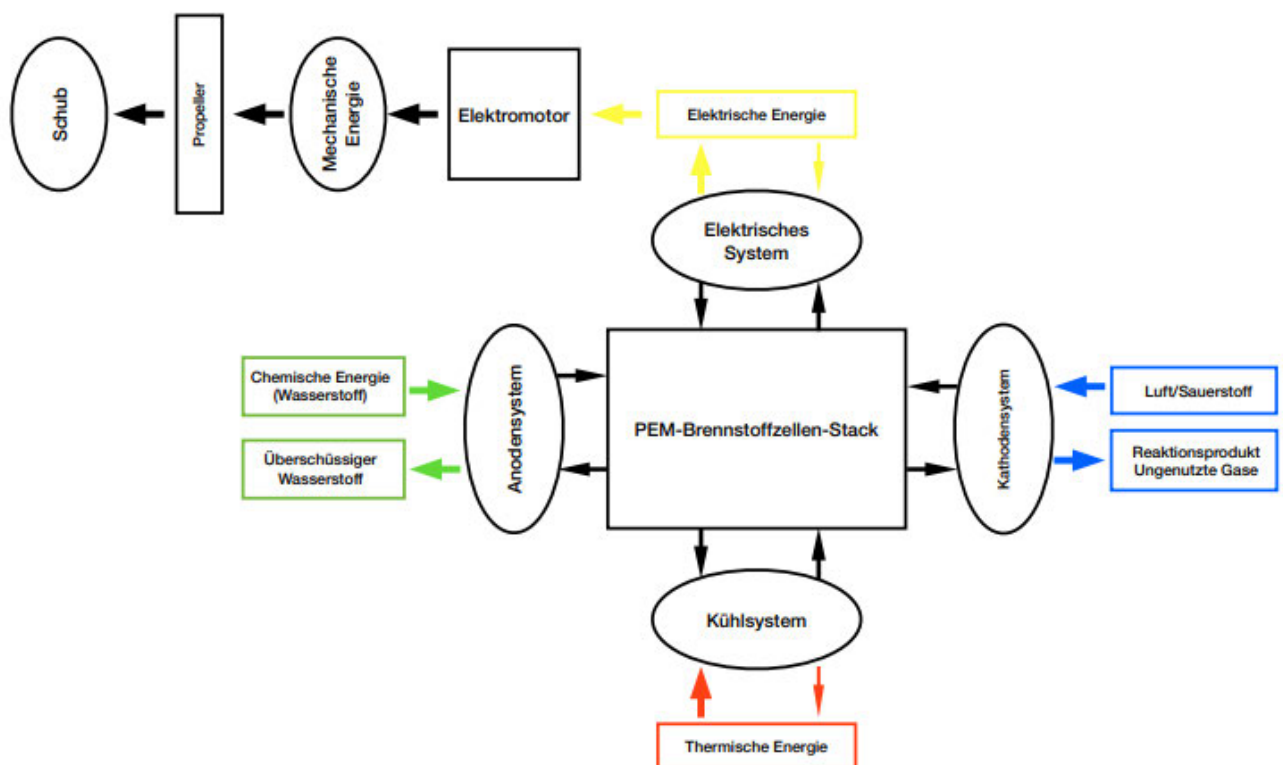 Schub
Propeller
Mechanische
Energie
Elektromotor
Elektrische Energie
Elektrisches
System
Chemische Energie
(Wasserstoff)
Überschüssiger
Wasserstoff
Anodensystem
PEM-Brennstoffzellen-Stack
Kathodensystem
Luft/Sauerstoff
Reaktionsprodukt
Ungenutzte Gase
Kühlsystem
Thermische Energie